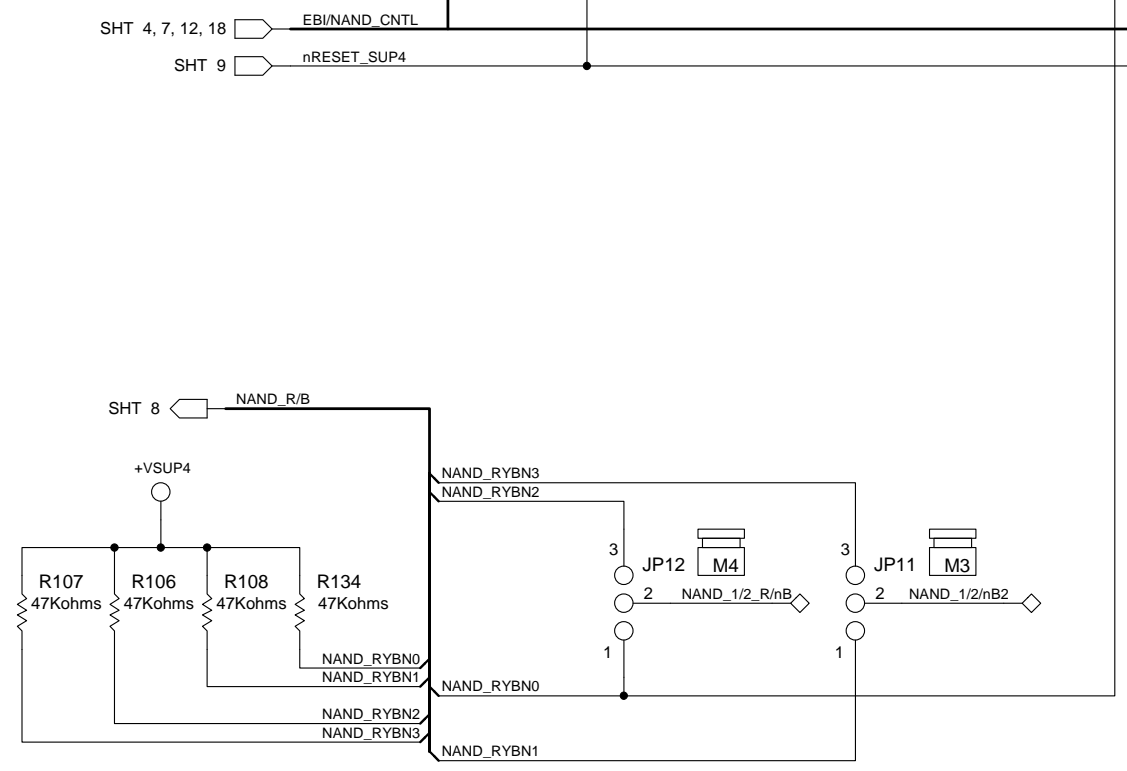 SHT 4, 7, 12, 18 EBI/NAND_CNTL
SHT 9 nRESET_SUP4
SHT 8 NAND_R/B
+VSUP4
NAND_RYBN3
NAND_RYBN2
3 JP12 M4
2 NAND_1/2_R/nB
1
3 JP11 M3
2 NAND_1/2/nB2
1
R107
47Kohms
R106
47Kohms
R108
47Kohms
R134
47Kohms
NAND_RYBN0
NAND_RYBN1
NAND_RYBN0
NAND_RYBN2
NAND_RYBN3
NAND_RYBN1